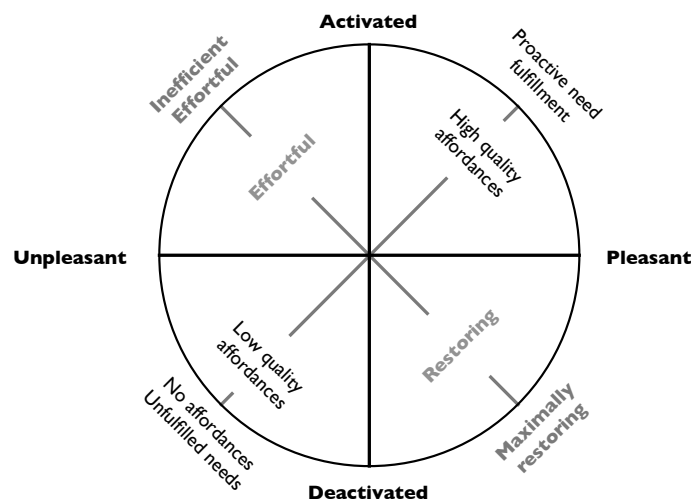 Activated
Inefficient
Effortful
Proactive need
fulfillment
Effortful
High quality
affordances
Unpleasant
Pleasant
Low quality
affordances
Restoring
No affordances
Unfulfilled needs
Maximally
restoring
Deactivated